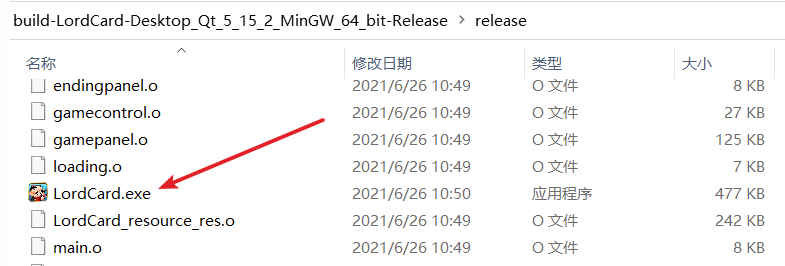 build-LordCard-Desktop_Qt_5_15_2_MinGW_64_bit-Release > release
名称 修改日期 类型 大小
endingpanel.o 2021/6/26 10:49 O 文件 8 KB
gamecontrol.o 2021/6/26 10:49 O 文件 27 KB
gamepanel.o 2021/6/26 10:49 O 文件 125 KB
loading.o 2021/6/26 10:49 O 文件 7 KB
LordCard.exe 2021/6/26 10:50 应用程序 477 KB
LordCard_resource_res.o 2021/6/26 10:49 O 文件 242 KB
main.o 2021/6/26 10:49 O 文件 8 KB